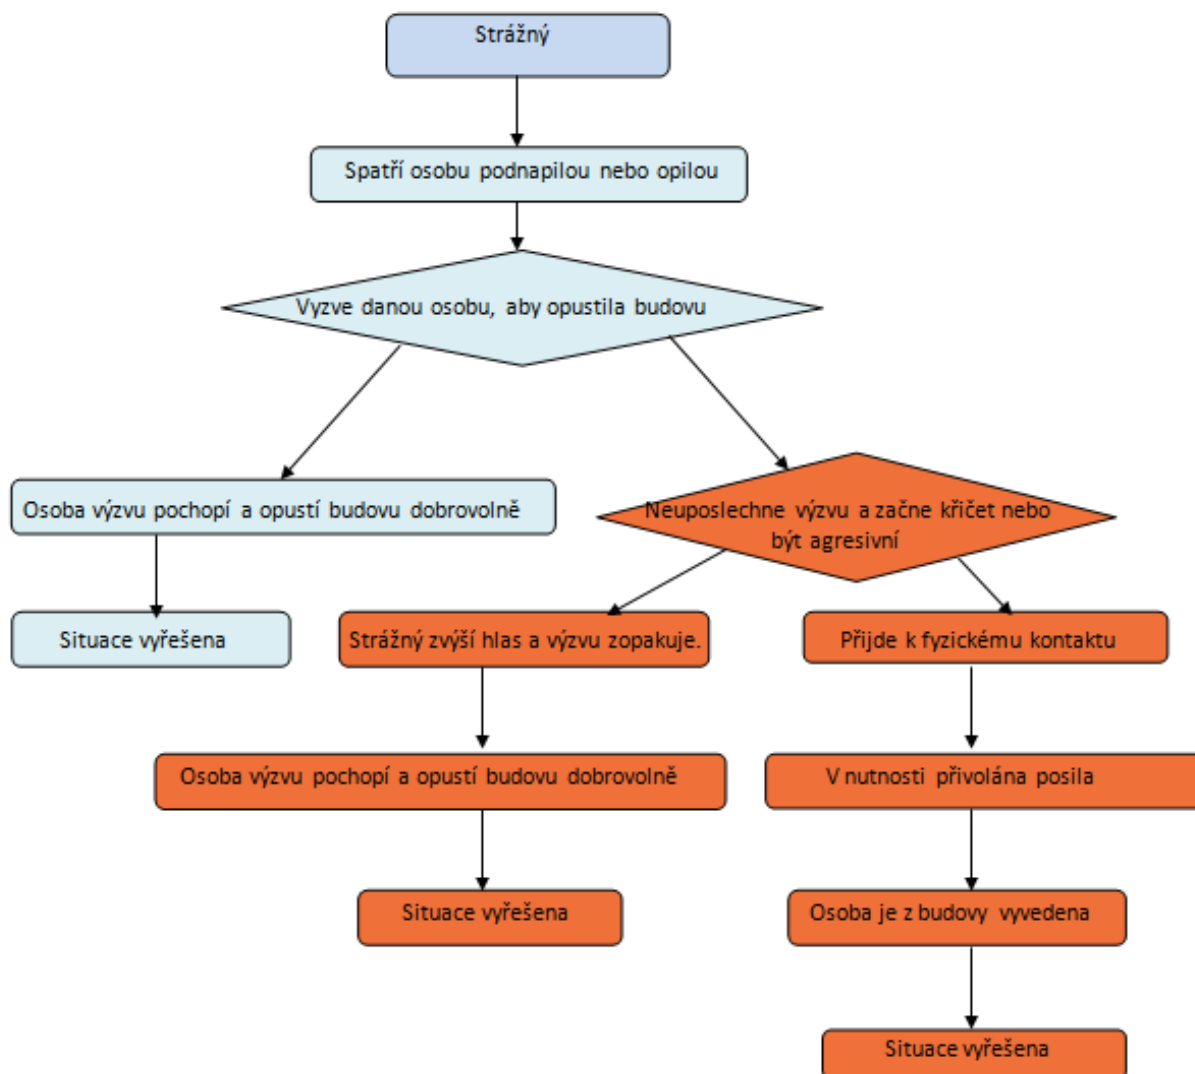 Strážný
Spatří osobu podnapilou nebo opilou
Vyzve danou osobu, aby opustila budovu
Osoba výzvu pochopí a opustí budovu dobrovolně
Neuposlechne výzvu a začne křičet nebo
být agresivní
Situace vyřešena
Strážný zvýší hlas a výzvu zopakuje.
Přijde k fyzickému kontaktu
Osoba výzvu pochopí a opustí budovu dobrovolně
V nutnosti přivolána posila
Situace vyřešena
Osoba je z budovy vyvedena
Situace vyřešena